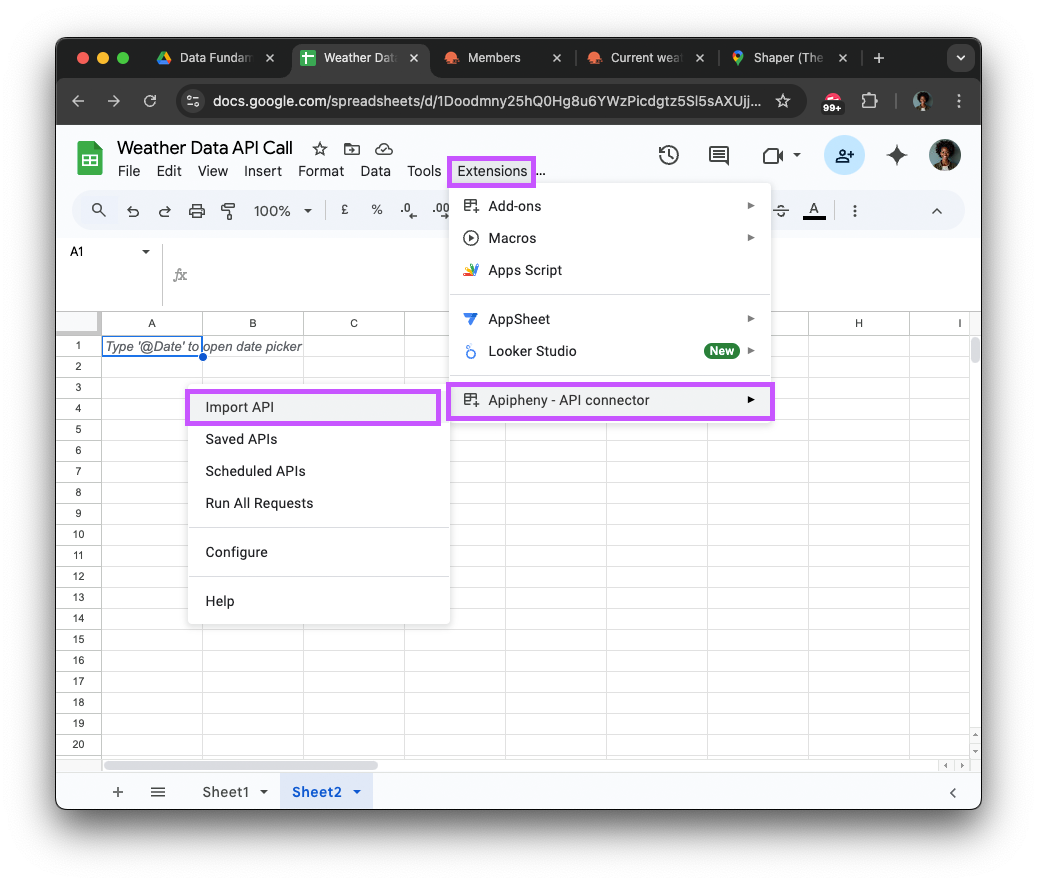 Data Fundam
Weather Data
Members
Current weat
Shaper (The
docs.google.com/spreadsheets/d/1Doodmny25hQ0Hg8u6YWzPicdgtz5Sl5sAXUjj...
99+
Weather Data API Call
File Edit View Insert Format Data Tools Extensions ...
100% £ % .0 .00 A
A1
fx
Add-ons
Macros
Apps Script
AppSheet
Looker Studio New
Apipheny - API connector
A B C H I
1 Type '@Date' to open date picker
2
3
4
5
6
7
8
9
10
11
12
13
14
15
16
17
18
19
20
Import API
Saved APIs
Scheduled APIs
Run All Requests
Configure
Help
Sheet1 Sheet2